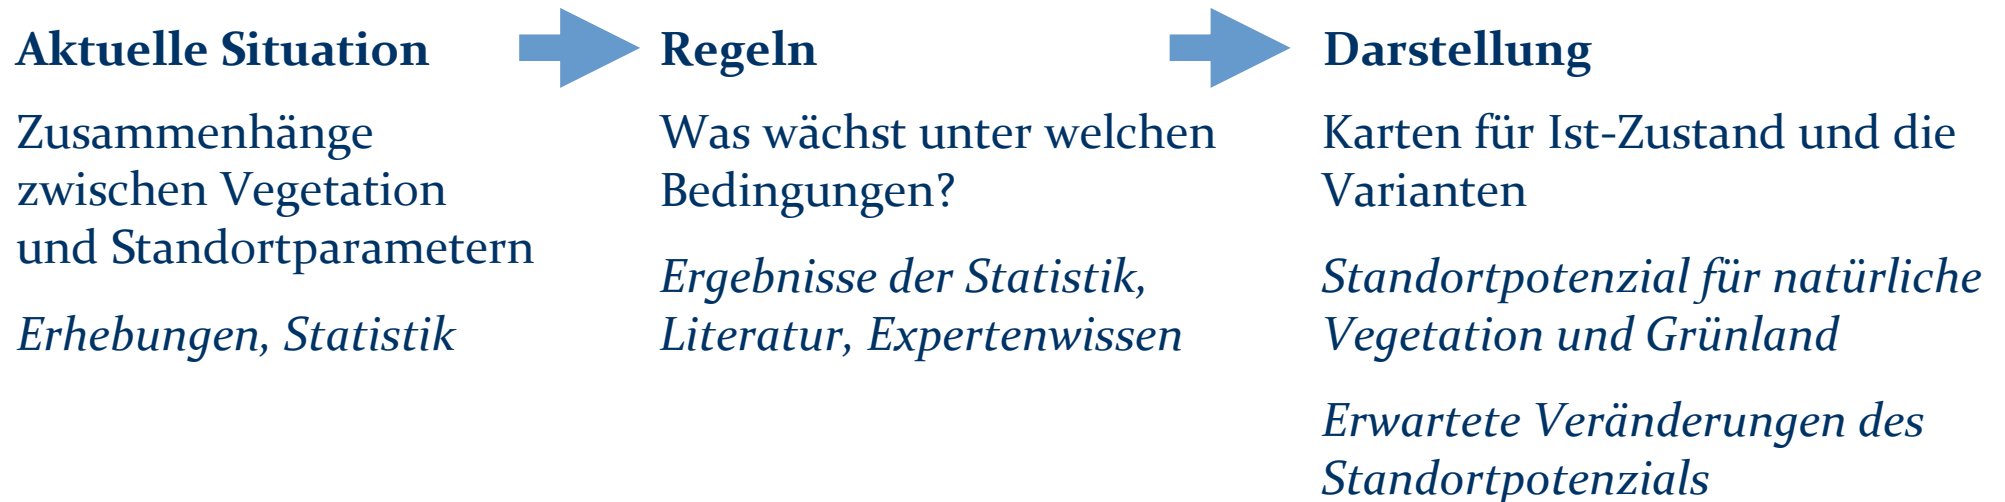 Aktuelle Situation
Zusammenhänge
zwischen Vegetation
und Standortparametern
Erhebungen, Statistik
Regeln
Was wächst unter welchen
Bedingungen?
Ergebnisse der Statistik,
Literatur, Expertenwissen
Darstellung
Karten für Ist-Zustand und die
Varianten
Standortpotenzial für natürliche
Vegetation und Grünland
Erwartete Veränderungen des
Standortpotenzials